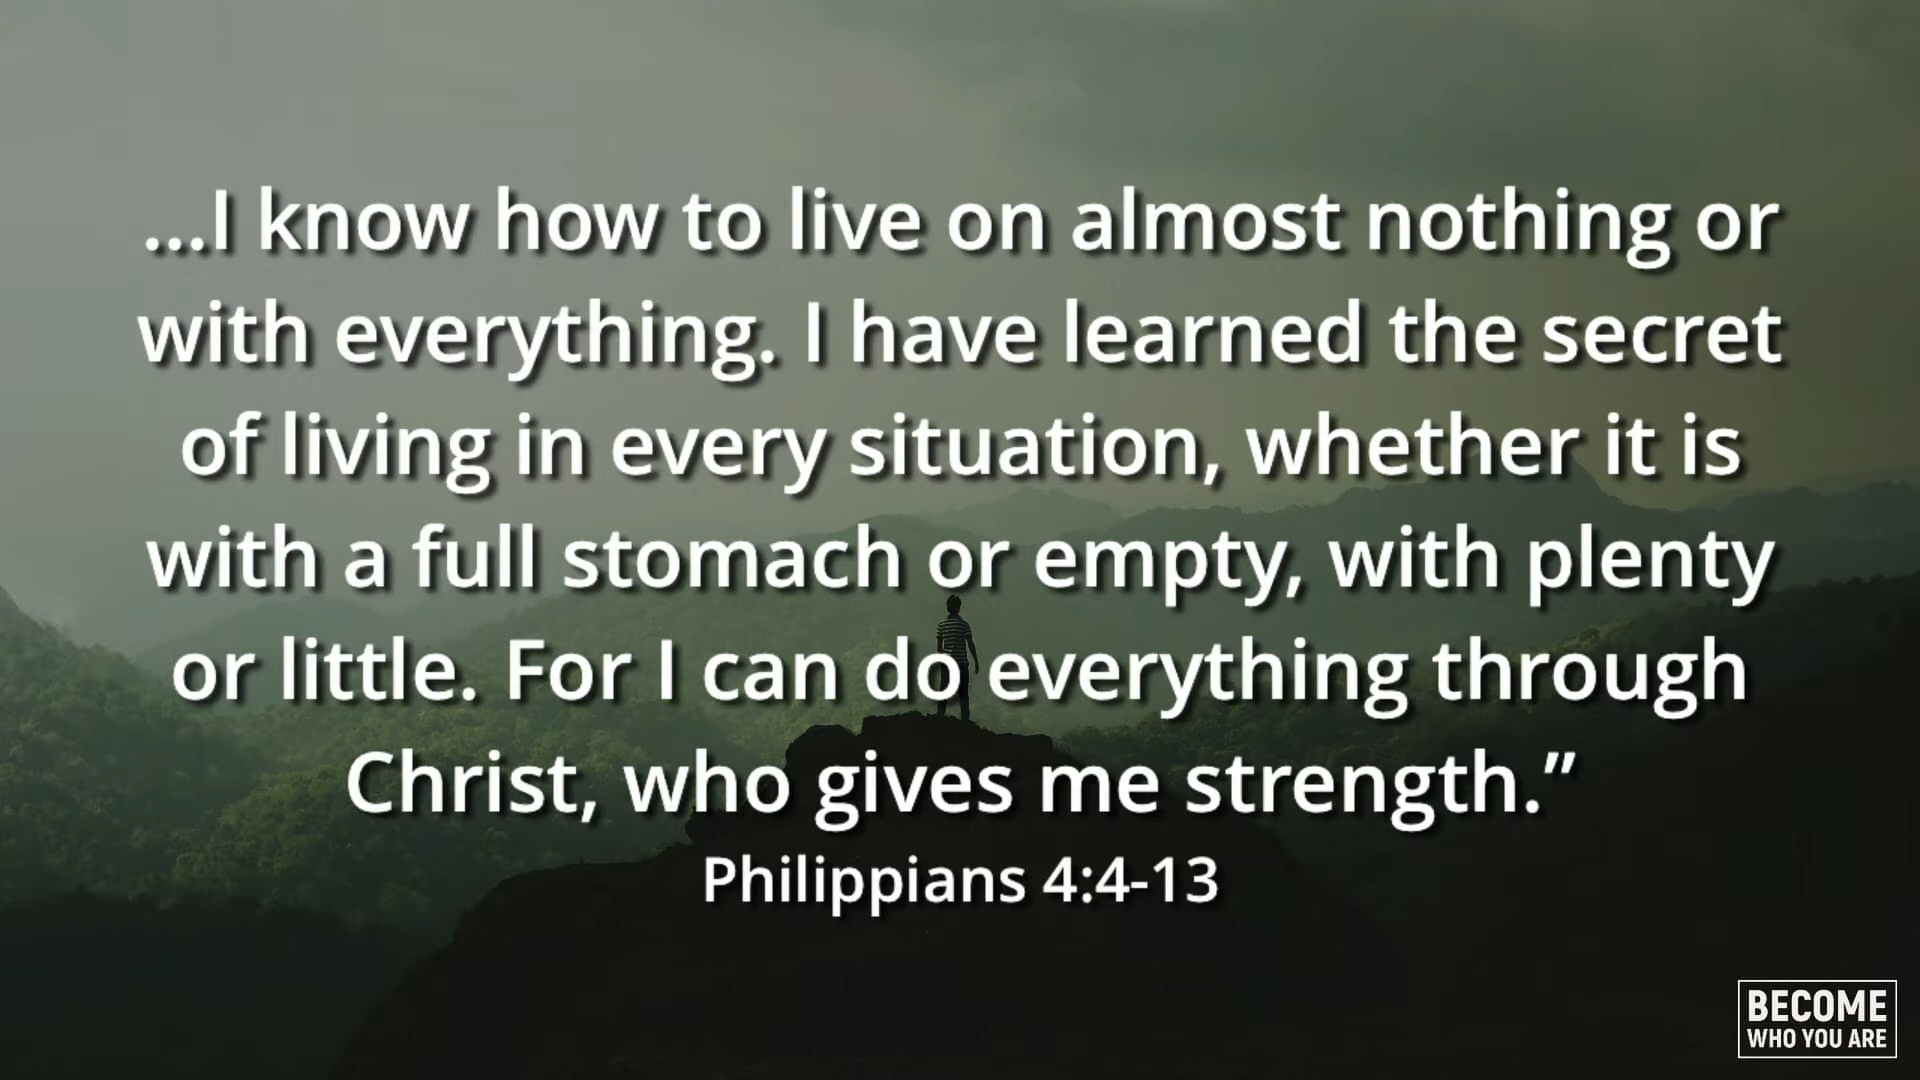 ...I know how to live on almost nothing or
with everything. I have learned the secret
of living in every situation, whether it is
with a full stomach or empty, with plenty
or little. For I can do everything through
Christ, who gives me strength.”
Philippians 4:4-13
BECOME
WHO YOU ARE